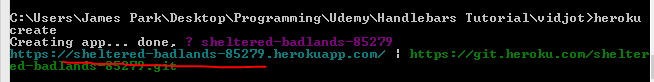 C:\Users\James Park\Desktop\Programming\Udemy\Handlebars Tutorial\vidjot>heroku
create
Creating app... done, ? sheltered-badlands-85279
https://sheltered-badlands-85279.herokuapp.com/ | https://git.heroku.com/shelter
ed-badlands-85279.git